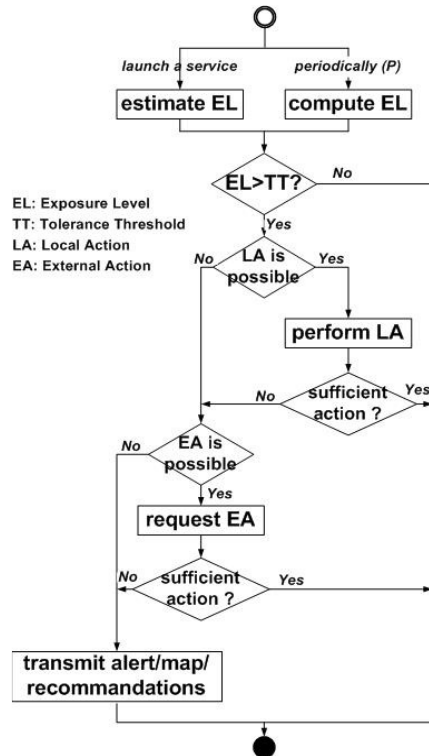 launch a service
periodically (P)
estimate EL
compute EL
EL>TT?
No
Yes
EL: Exposure Level
TT: Tolerance Threshold
LA: Local Action
EA: External Action
No
LA is
possible
Yes
perform LA
No
sufficient
action ?
Yes
No
EA is
possible
Yes
request EA
No
sufficient
action ?
Yes
transmit alert/map/
recommandations